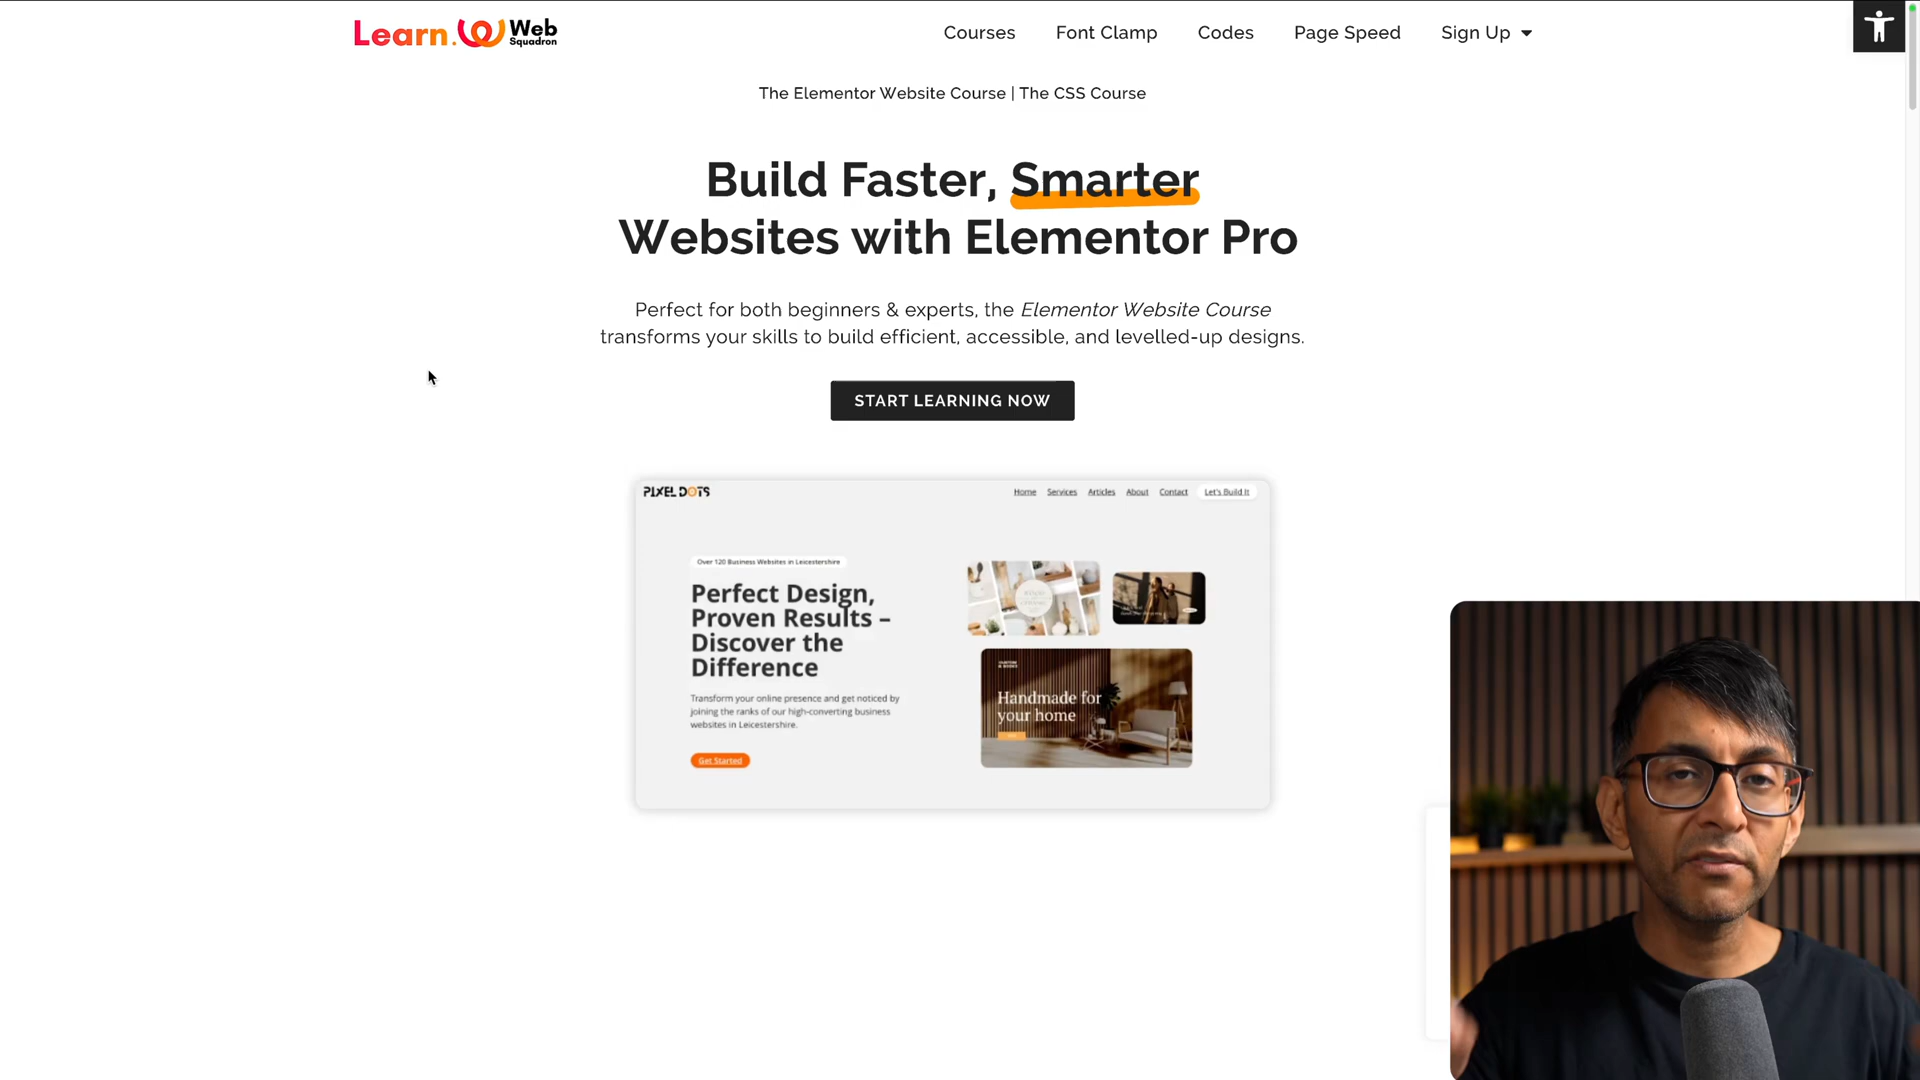 Learn. Web Squadron
Courses
Font Clamp
Codes
Page Speed
Sign Up
The Elementor Website Course | The CSS Course
Build Faster, Smarter
Websites with Elementor Pro
Perfect for both beginners & experts, the Elementor Website Course
transforms your skills to build efficient, accessible, and levelled-up designs.
START LEARNING NOW
PIXEL DOTS
Home
Services
Articles
About
Contact
Let's Build It
Over 120 Business Websites in Leicestershire
Perfect Design,
Proven Results –
Discover the
Difference
Transform your online presence and get noticed by
joining the ranks of our high-converting business
websites in Leicestershire.
Get Started
Handmade for
your home